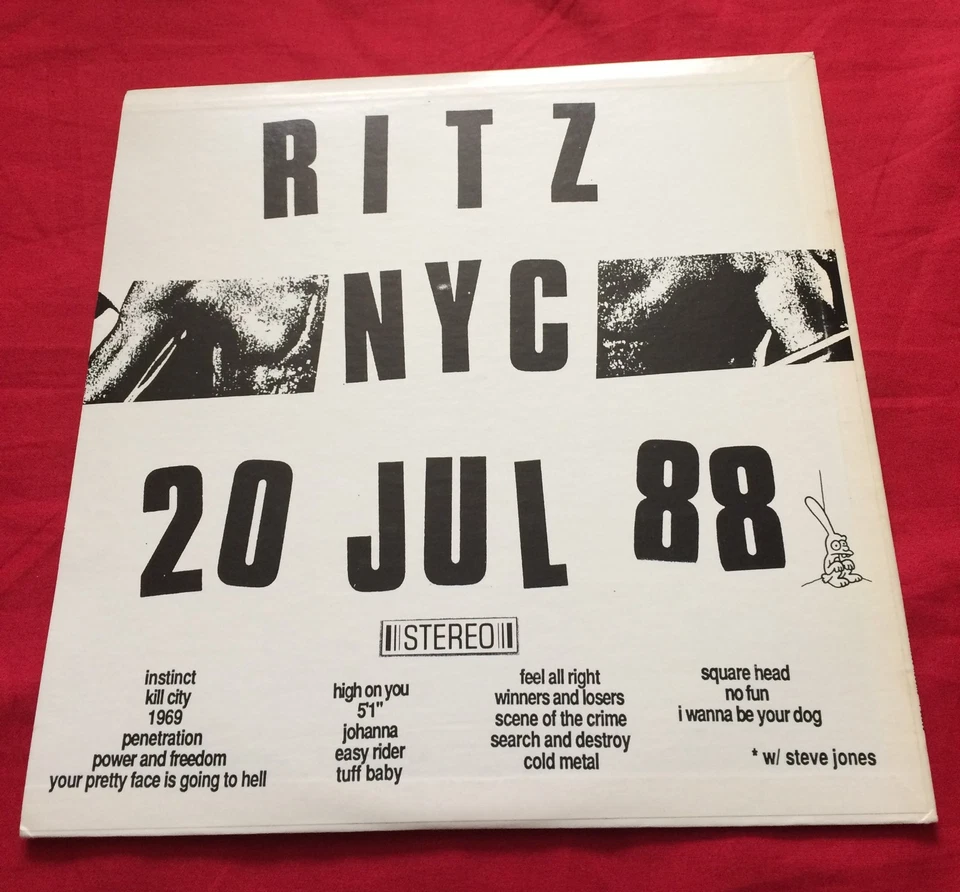 RITZ
NYC
20 JUL 88
STEREO
instinct
kill city
1969
penetration
power and freedom
your pretty face is going to hell
high on you
5'1"
johanna
easy rider
tuff baby
feel all right
winners and losers
scene of the crime
search and destroy
cold metal
square head
no fun
i wanna be your dog
* w/ steve jones